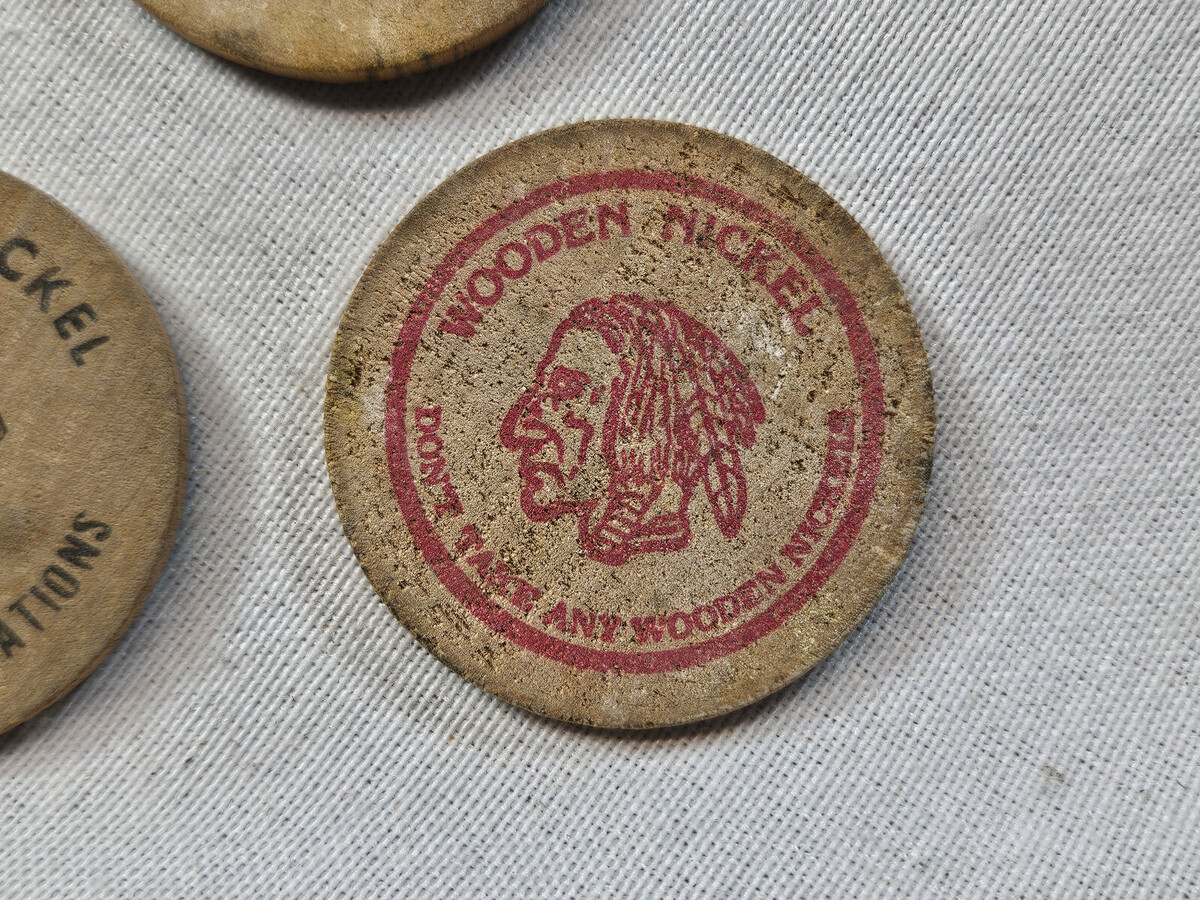 WOODEN NICKEL
DON'T TAKE ANY WOODEN NICKELS
CKEL
ATIONS